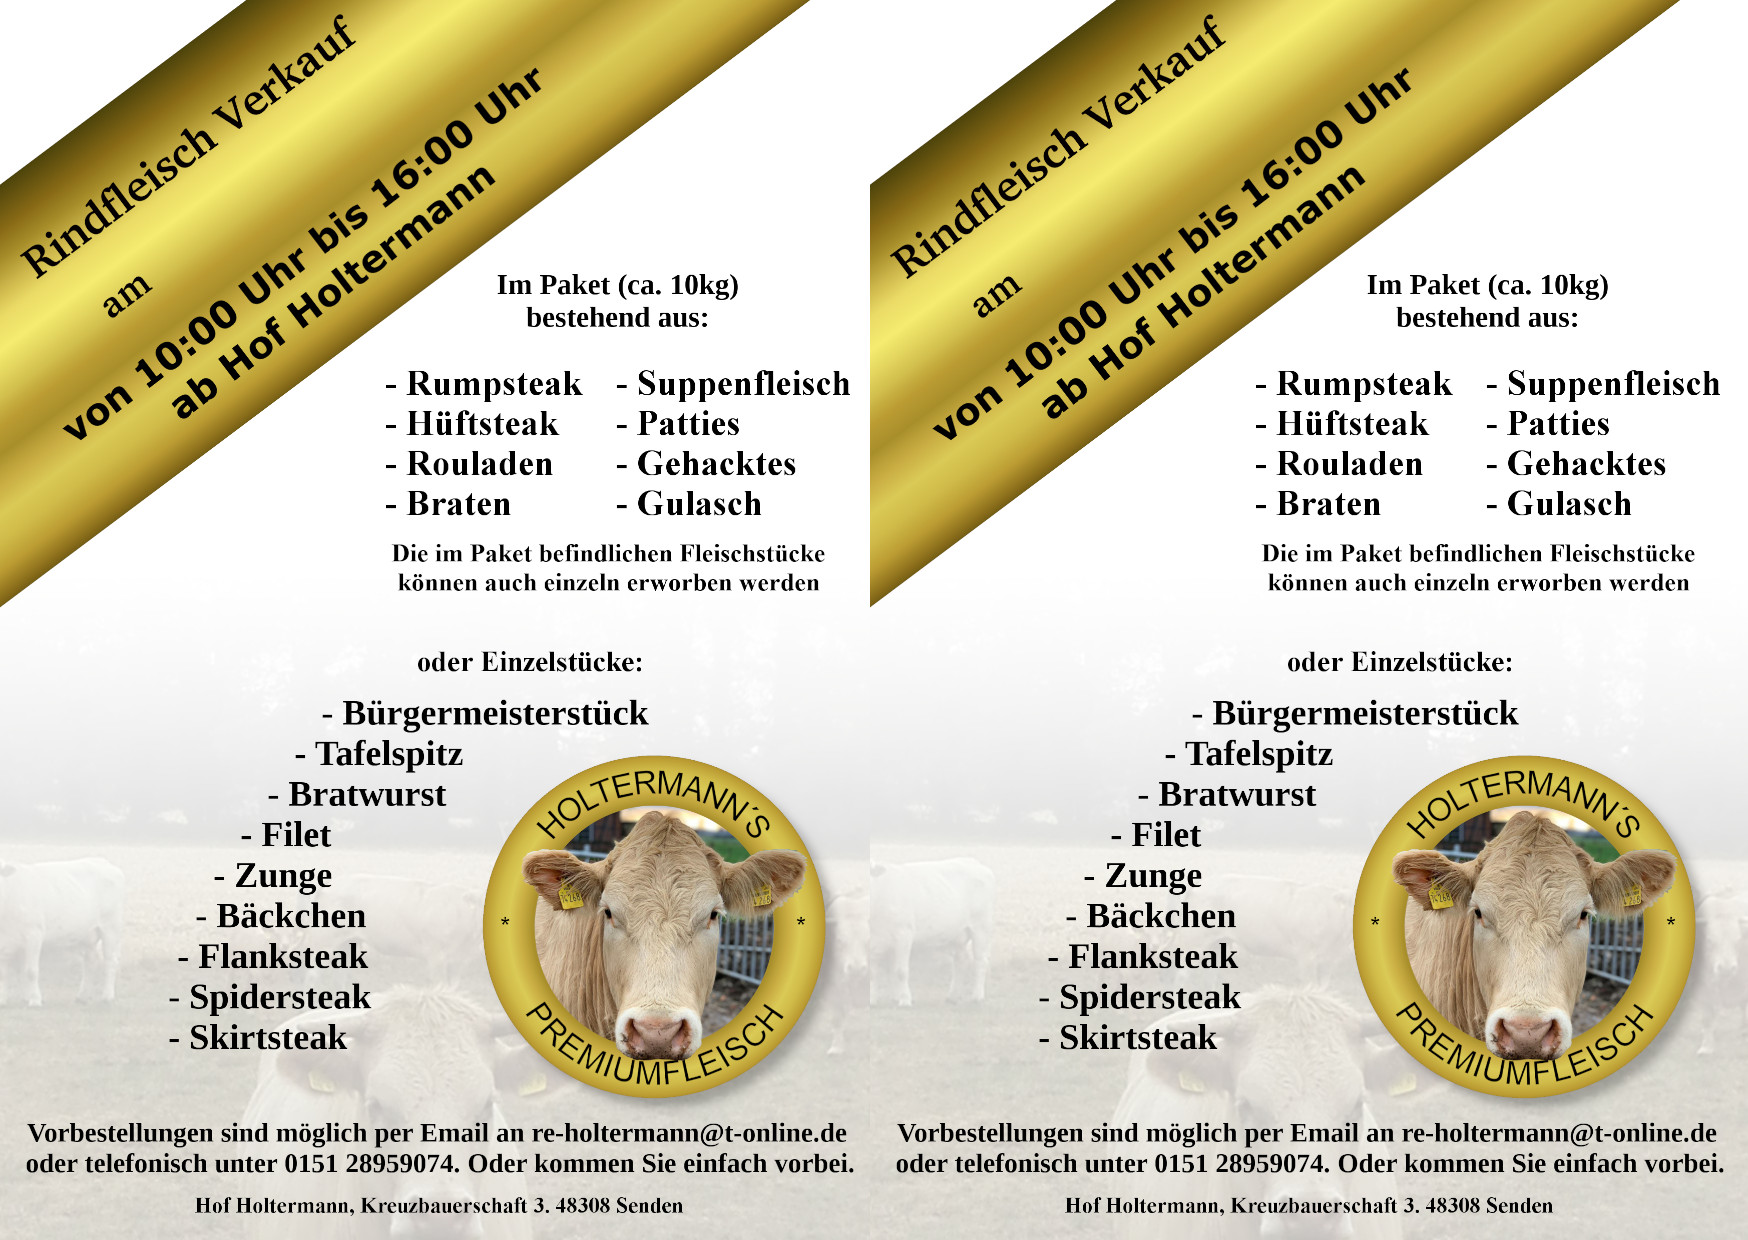 Rindfleisch Verkauf
am
von 10:00 Uhr bis 16:00 Uhr
ab Hof Holtermann
Im Paket (ca. 10kg)
bestehend aus:
- Rumpsteak - Suppenfleisch
- Hüftsteak - Patties
- Rouladen - Gehacktes
- Braten - Gulasch
Die im Paket befindlichen Fleischstücke
können auch einzeln erworben werden
oder Einzelstücke:
- Bürgermeisterstück
- Tafelspitz
- Bratwurst
- Filet
- Zunge
- Bäckchen
- Flanksteak
- Spidersteak
- Skirtsteak
HOLTERMANN´S
* *
PREMIUMFLEISCH
Vorbestellungen sind möglich per Email an re-holtermann@t-online.de
oder telefonisch unter 0151 28959074. Oder kommen Sie einfach vorbei.
Hof Holtermann, Kreuzbauerschaft 3. 48308 Senden
Rindfleisch Verkauf
am
von 10:00 Uhr bis 16:00 Uhr
ab Hof Holtermann
Im Paket (ca. 10kg)
bestehend aus:
- Rumpsteak - Suppenfleisch
- Hüftsteak - Patties
- Rouladen - Gehacktes
- Braten - Gulasch
Die im Paket befindlichen Fleischstücke
können auch einzeln erworben werden
oder Einzelstücke:
- Bürgermeisterstück
- Tafelspitz
- Bratwurst
- Filet
- Zunge
- Bäckchen
- Flanksteak
- Spidersteak
- Skirtsteak
HOLTERMANN´S
* *
PREMIUMFLEISCH
Vorbestellungen sind möglich per Email an re-holtermann@t-online.de
oder telefonisch unter 0151 28959074. Oder kommen Sie einfach vorbei.
Hof Holtermann, Kreuzbauerschaft 3. 48308 Senden